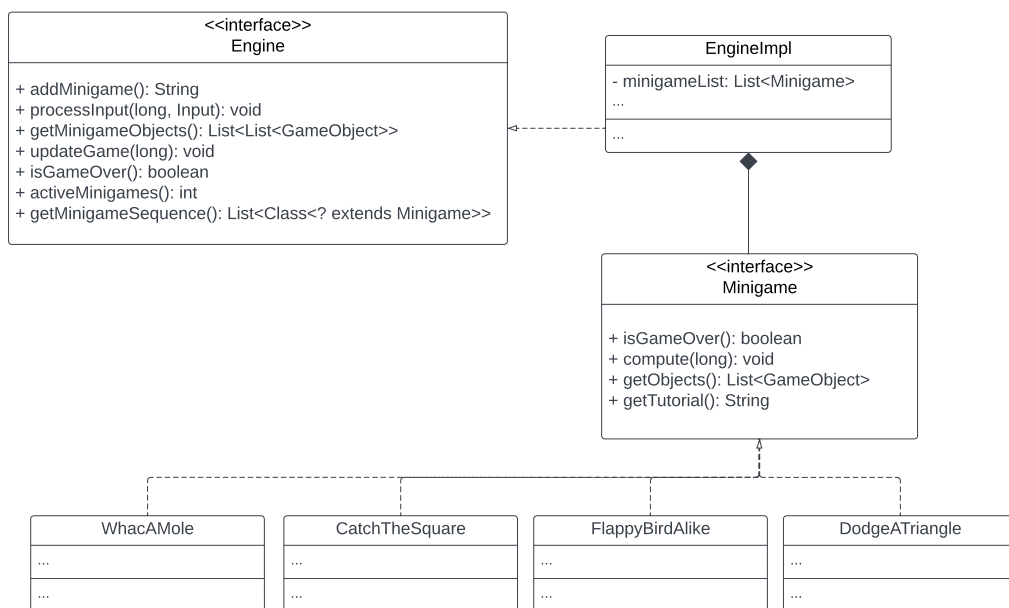 <<interface>>
Engine
+ addMinigame(): String
+ processInput(long, Input): void
+ getMinigameObjects(): List<List<GameObject>>
+ updateGame(long): void
+ isGameOver(): boolean
+ activeMinigames(): int
+ getMinigameSequence(): List<Class<? extends Minigame>>
EngineImpl
- minigameList: List<Minigame>
...
...
<<interface>>
Minigame
+ isGameOver(): boolean
+ compute(long): void
+ getObjects(): List<GameObject>
+ getTutorial(): String
WhacAMole
...
...
CatchTheSquare
...
...
FlappyBirdAlike
...
...
DodgeATriangle
...
...